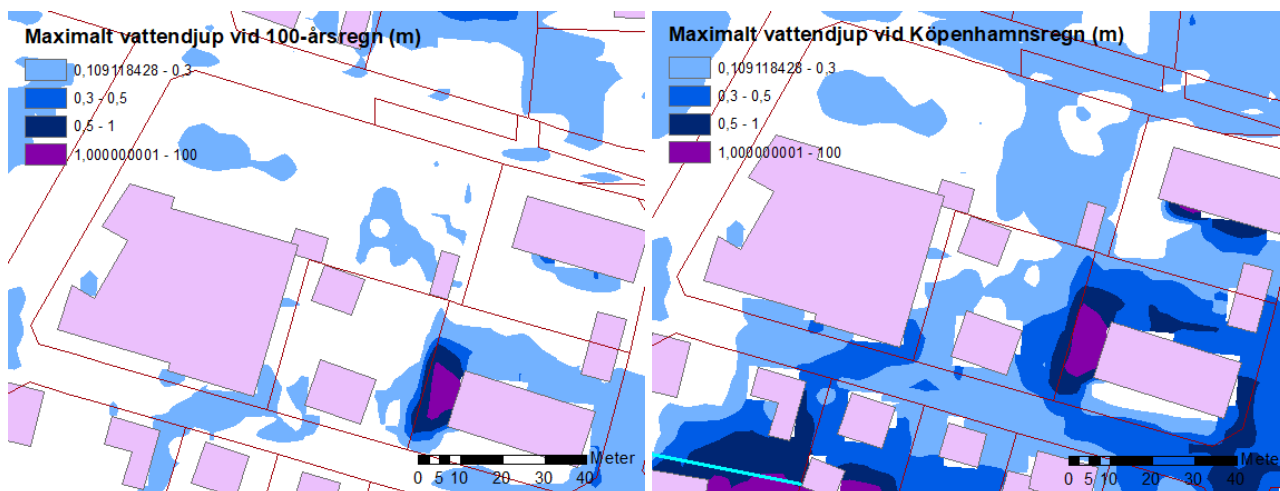 Maximalt vattendjup vid 100-årsregn (m)
0,109118428 - 0,3
0,3 - 0,5
0,5 - 1
1,000000001 - 100
Meter
0 5 10 20 30 40
Maximalt vattendjup vid Köpenhamnsregn (m)
0,109118428 - 0,3
0,3 - 0,5
0,5 - 1
1,000000001 - 100
Meter
0 5 10 20 30 40